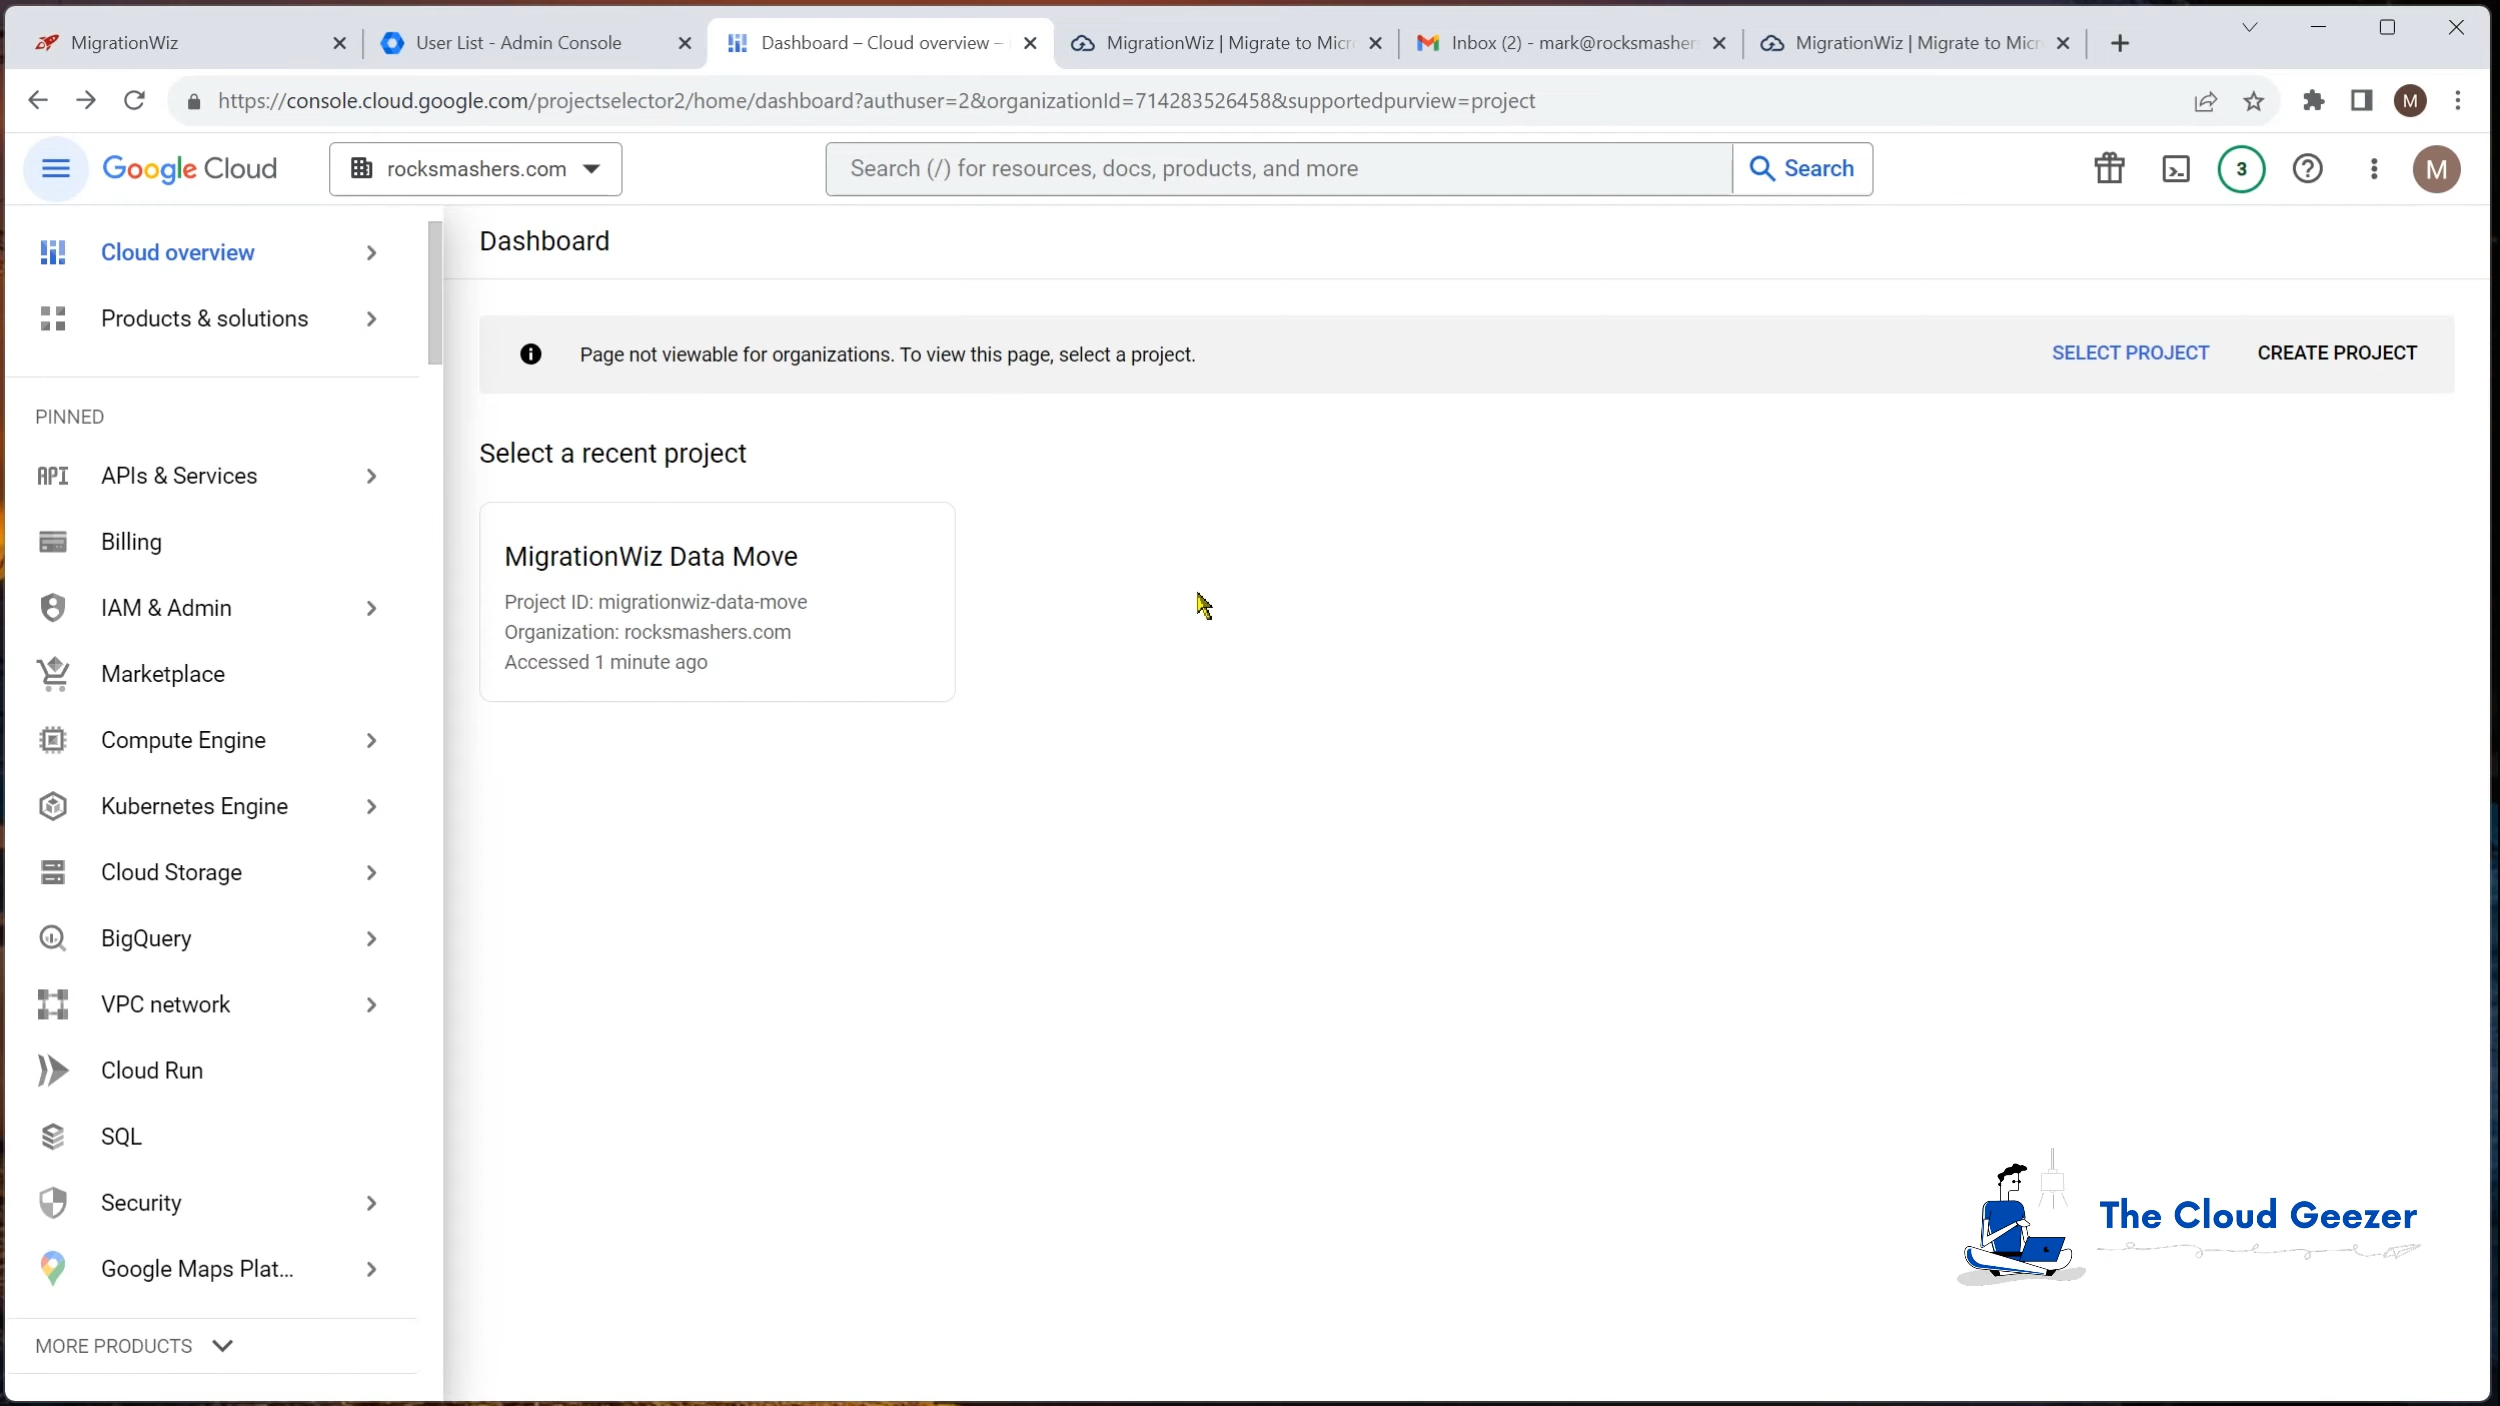 MigrationWiz
User List - Admin Console
Dashboard – Cloud overview –
MigrationWiz | Migrate to Micr
Inbox (2) - mark@rocksmasher
MigrationWiz | Migrate to Micr
https://console.cloud.google.com/projectselector2/home/dashboard?authuser=2&organizationId=714283526458&supportedpurview=project
M
Google Cloud
rocksmashers.com
Search (/) for resources, docs, products, and more
Search
3
M
Cloud overview
Products & solutions
PINNED
API
APIs & Services
Billing
IAM & Admin
Marketplace
Compute Engine
Kubernetes Engine
Cloud Storage
BigQuery
VPC network
Cloud Run
SQL
Security
Google Maps Plat...
MORE PRODUCTS
Dashboard
Page not viewable for organizations. To view this page, select a project.
SELECT PROJECT
CREATE PROJECT
Select a recent project
MigrationWiz Data Move
Project ID: migrationwiz-data-move
Organization: rocksmashers.com
Accessed 1 minute ago
The Cloud Geezer